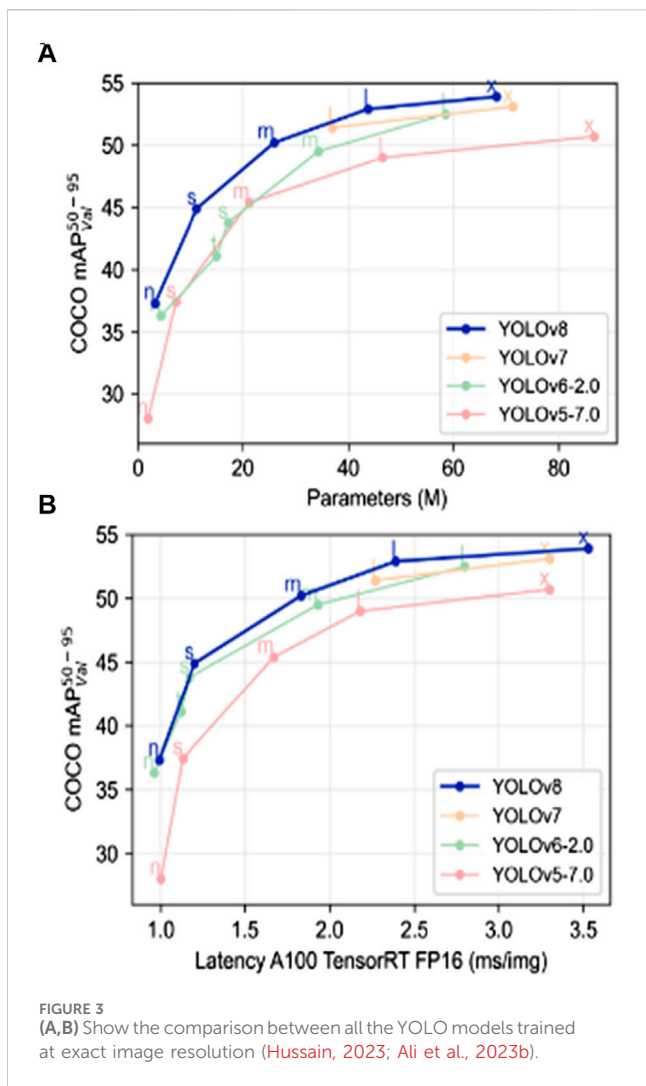 A
55
50
45
40
35
30
COCO mAP50-95 Val
n
s
m
l
x
l
x
n
t
s
m
l
n
s
m
l
x
YOLOv8
YOLOv7
YOLOv6-2.0
YOLOv5-7.0
0
20
40
60
80
Parameters (M)
B
55
50
45
40
35
30
COCO mAP50-95 Val
n
s
m
l
x
l
x
n
s
l
n
s
m
l
x
YOLOv8
YOLOv7
YOLOv6-2.0
YOLOv5-7.0
1.0
1.5
2.0
2.5
3.0
3.5
Latency A100 TensorRT FP16 (ms/img)
FIGURE 3
(A,B) Show the comparison between all the YOLO models trained
at exact image resolution (Hussain, 2023; Ali et al., 2023b).